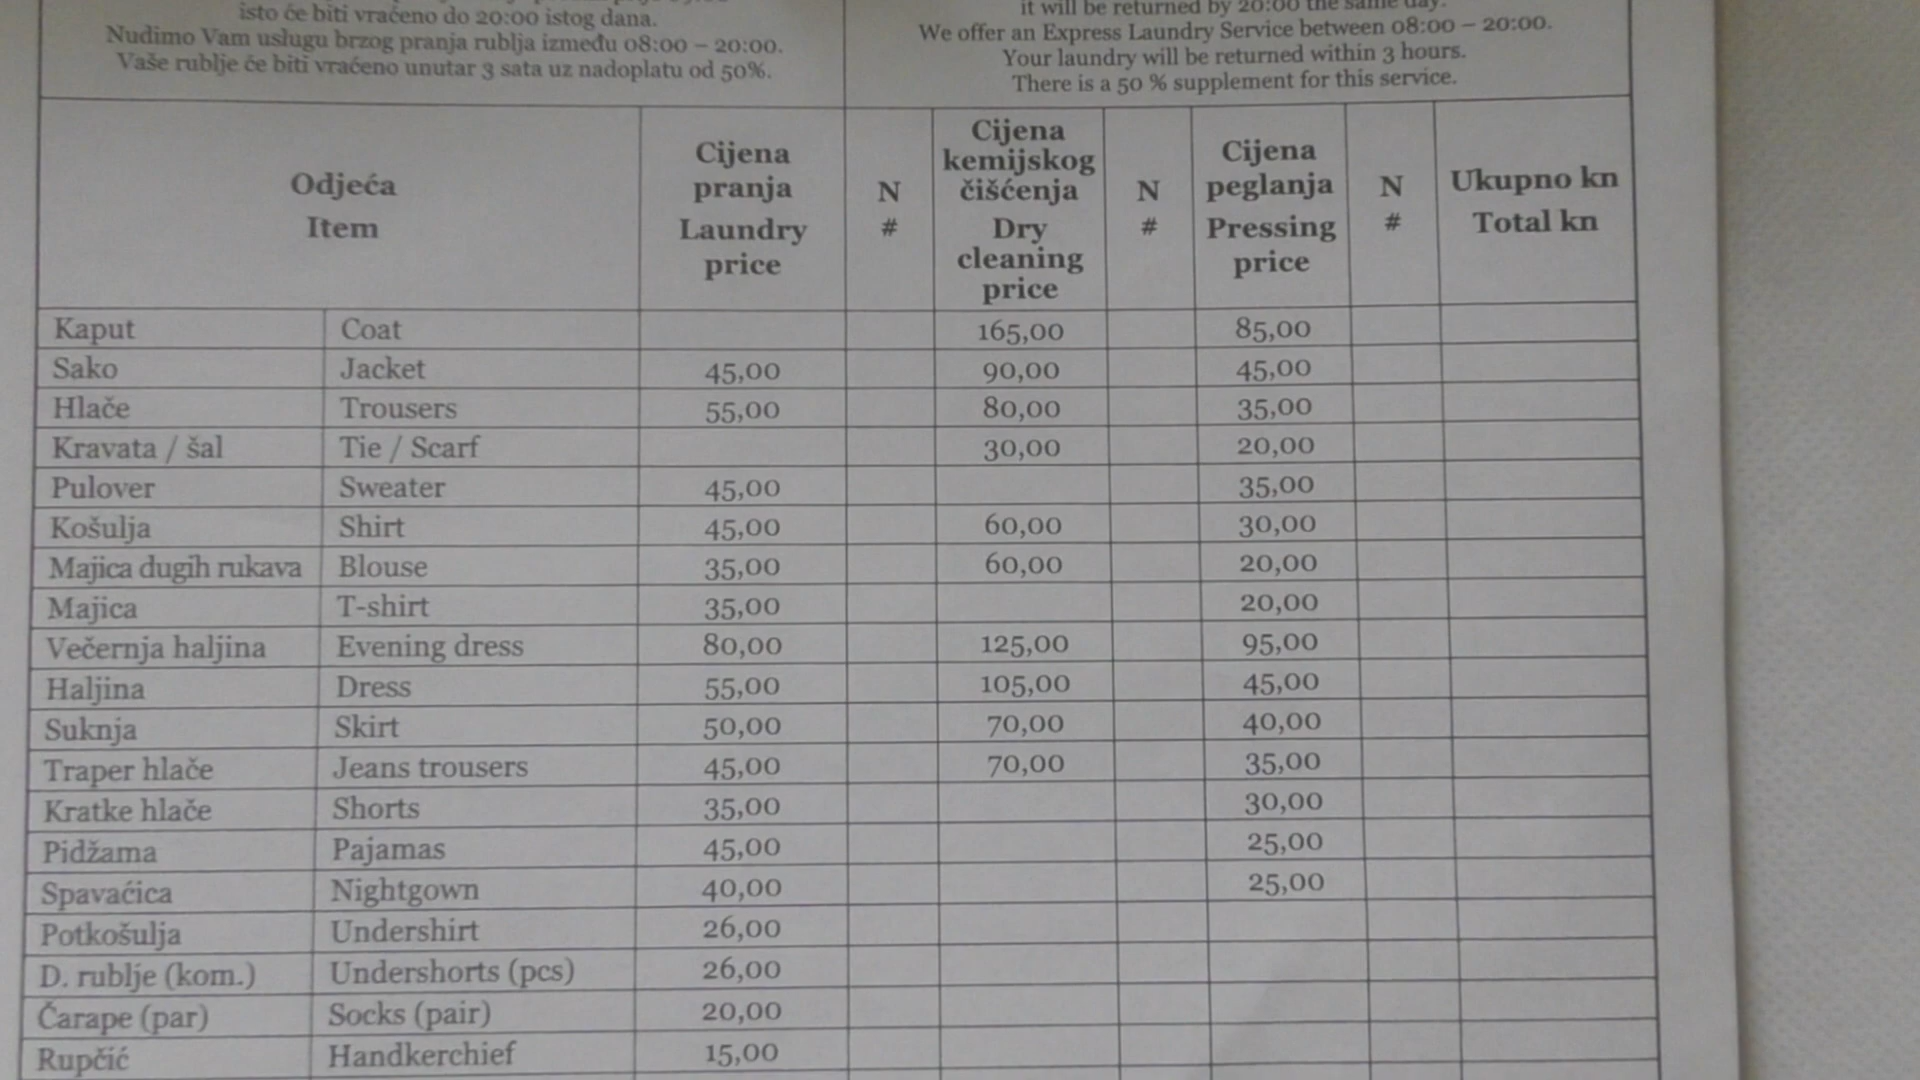 isto će biti vraćeno do 20:00 istog dana.
Nudimo Vam uslugu brzog pranja rublja između 08:00 – 20:00.
Vaše rublje će biti vraćeno unutar 3 sata uz nadoplatu od 50%.
it will be returned by 20:00 the same day.
We offer an Express Laundry Service between 08:00 – 20:00.
Your laundry will be returned within 3 hours.
There is a 50 % supplement for this service.
Odjeća
Item
Cijena
pranja
Laundry
price
N
#
Cijena
kemijskog
čišćenja
Dry
cleaning
price
N
#
Cijena
peglanja
Pressing
price
N
#
Ukupno kn
Total kn
Kaput Coat 165,00 85,00
Sako Jacket 45,00 90,00 45,00
Hlače Trousers 55,00 80,00 35,00
Kravata / šal Tie / Scarf 30,00 20,00
Pulover Sweater 45,00 35,00
Košulja Shirt 45,00 60,00 30,00
Majica dugih rukava Blouse 35,00 60,00 20,00
Majica T-shirt 35,00 20,00
Večernja haljina Evening dress 80,00 125,00 95,00
Haljina Dress 55,00 105,00 45,00
Suknja Skirt 50,00 70,00 40,00
Traper hlače Jeans trousers 45,00 70,00 35,00
Kratke hlače Shorts 35,00 30,00
Pidžama Pajamas 45,00 25,00
Spavaćica Nightgown 40,00 25,00
Potkošulja Undershirt 26,00
D. rublje (kom.) Undershorts (pcs) 26,00
Čarape (par) Socks (pair) 20,00
Rupčić Handkerchief 15,00